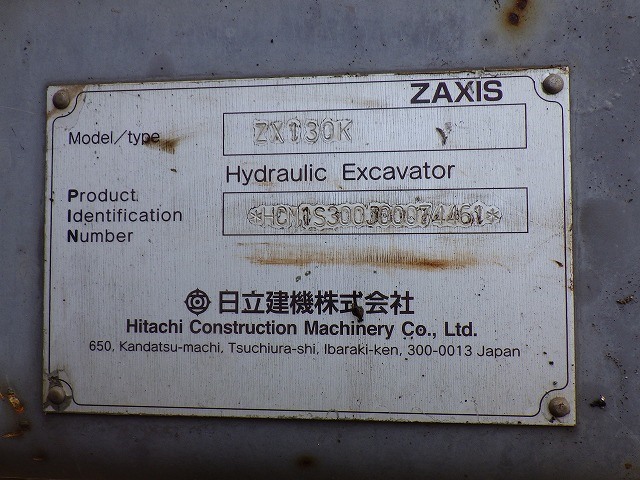 ZAXIS
Model/type ZX130K
Hydraulic Excavator
Product
Identification
Number
*HCM1S300J80074461*
日立建機株式会社
Hitachi Construction Machinery Co., Ltd.
650, Kandatsu-machi, Tsuchiura-shi, Ibaraki-ken, 300-0013 Japan